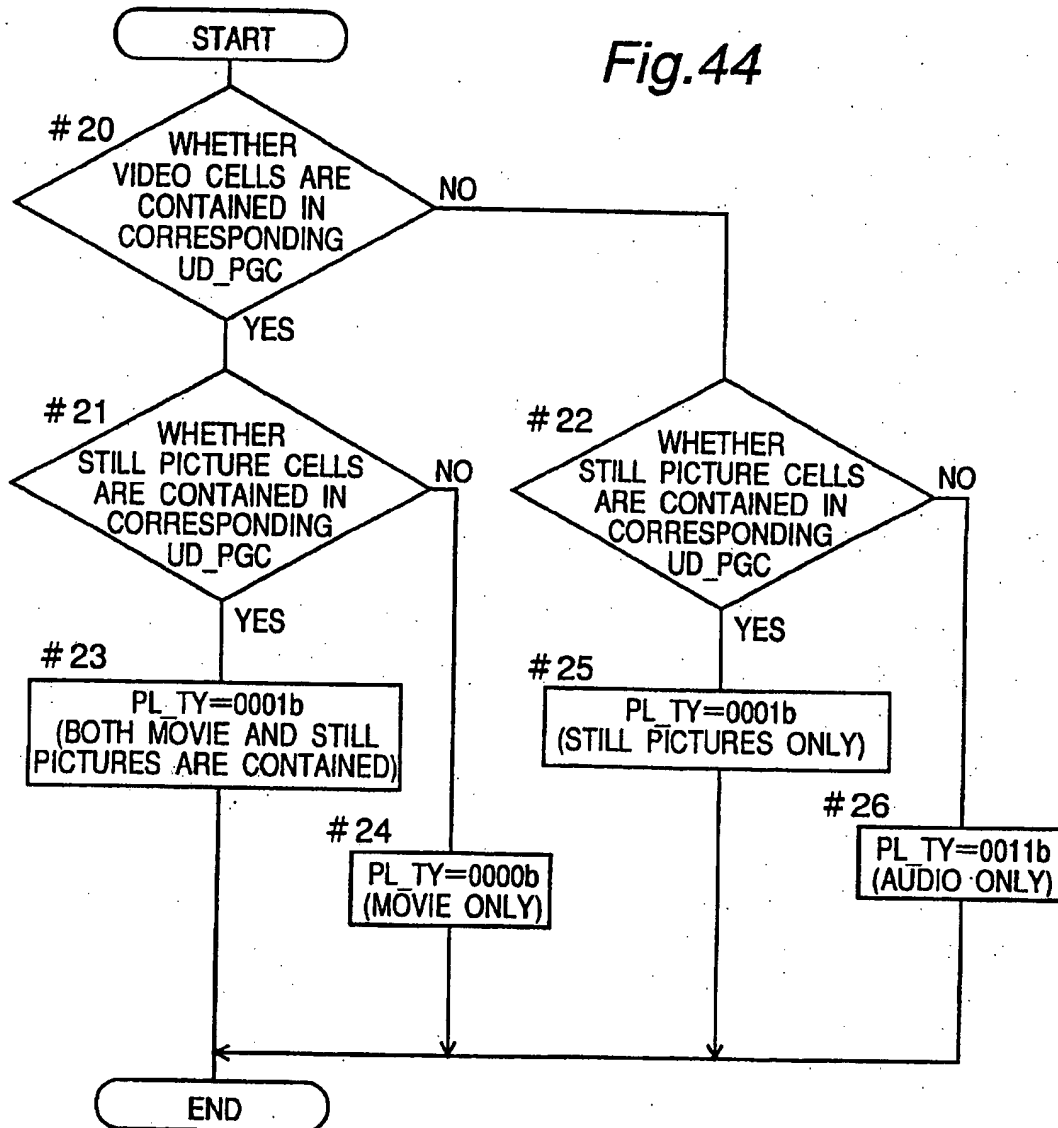 START
Fig.44
#20
WHETHER
VIDEO CELLS ARE
CONTAINED IN
CORRESPONDING
UD_PGC
NO
YES
#21
WHETHER
STILL PICTURE CELLS
ARE CONTAINED IN
CORRESPONDING
UD_PGC
NO
YES
#22
WHETHER
STILL PICTURE CELLS
ARE CONTAINED IN
CORRESPONDING
UD_PGC
NO
YES
#23
PL_TY=0001b
(BOTH MOVIE AND STILL
PICTURES ARE CONTAINED)
#24
PL_TY=0000b
(MOVIE ONLY)
#25
PL_TY=0001b
(STILL PICTURES ONLY)
#26
PL_TY=0011b
(AUDIO ONLY)
END